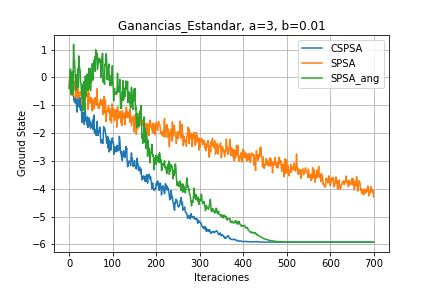 Ganancias_Estandar, a=3, b=0.01
CSPSA
SPSA
SPSA_ang
1
0
−1
−2
−3
−4
−5
−6
Ground State
0 100 200 300 400 500 600 700
Iteraciones